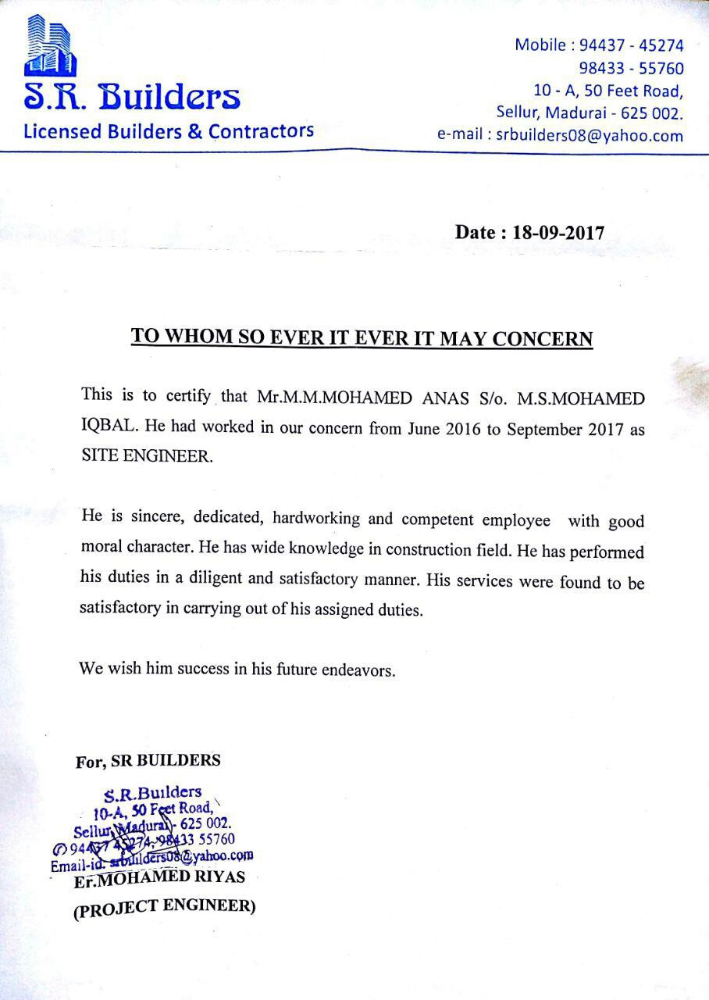 S.R. Builders
Licensed Builders & Contractors
Mobile : 94437 - 45274
98433 - 55760
10 - A, 50 Feet Road,
Sellur, Madurai - 625 002.
e-mail : srbuilders08@yahoo.com
Date : 18-09-2017
TO WHOM SO EVER IT EVER IT MAY CONCERN
This is to certify that Mr.M.M.MOHAMED ANAS S/o. M.S.MOHAMED
IQBAL. He had worked in our concern from June 2016 to September 2017 as
SITE ENGINEER.
He is sincere, dedicated, hardworking and competent employee with good
moral character. He has wide knowledge in construction field. He has performed
his duties in a diligent and satisfactory manner. His services were found to be
satisfactory in carrying out of his assigned duties.
We wish him success in his future endeavors.
For, SR BUILDERS
S.R.Builders
10-A, 50 Feet Road,
Sellur, Madurai - 625 002.
✆ 94437 45274, 98433 55760
Email-id: srbuilders08@yahoo.com
Er.MOHAMED RIYAS
(PROJECT ENGINEER)